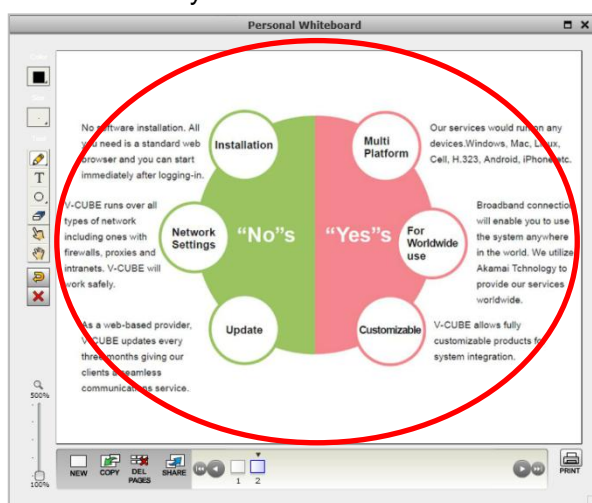 Personal Whiteboard
No software installation. All
you need is a standard web
browser and you can start
immediately after logging-in.
Installation
Multi
Platform
Our services would run on any
devices.Windows, Mac, Linux,
Cell, H.323, Android, iPhone etc.
V-CUBE runs over all
types of network
including ones with
firewalls, proxies and
intranets. V-CUBE will
work safely.
Network
Settings
“No”s
“Yes”s
For
Worldwide
use
Broadband connection
will enable you to use
the system anywhere
in the world. We utilize
Akamai Tchnology to
provide our services
worldwide.
As a web-based provider,
V-CUBE updates every
three months giving our
clients a seamless
communications service.
Update
Customizable
V-CUBE allows fully
customizable products for
system integration.
T
500%
100%
NEW
COPY
DEL
PAGES
SHARE
1
2
PRINT